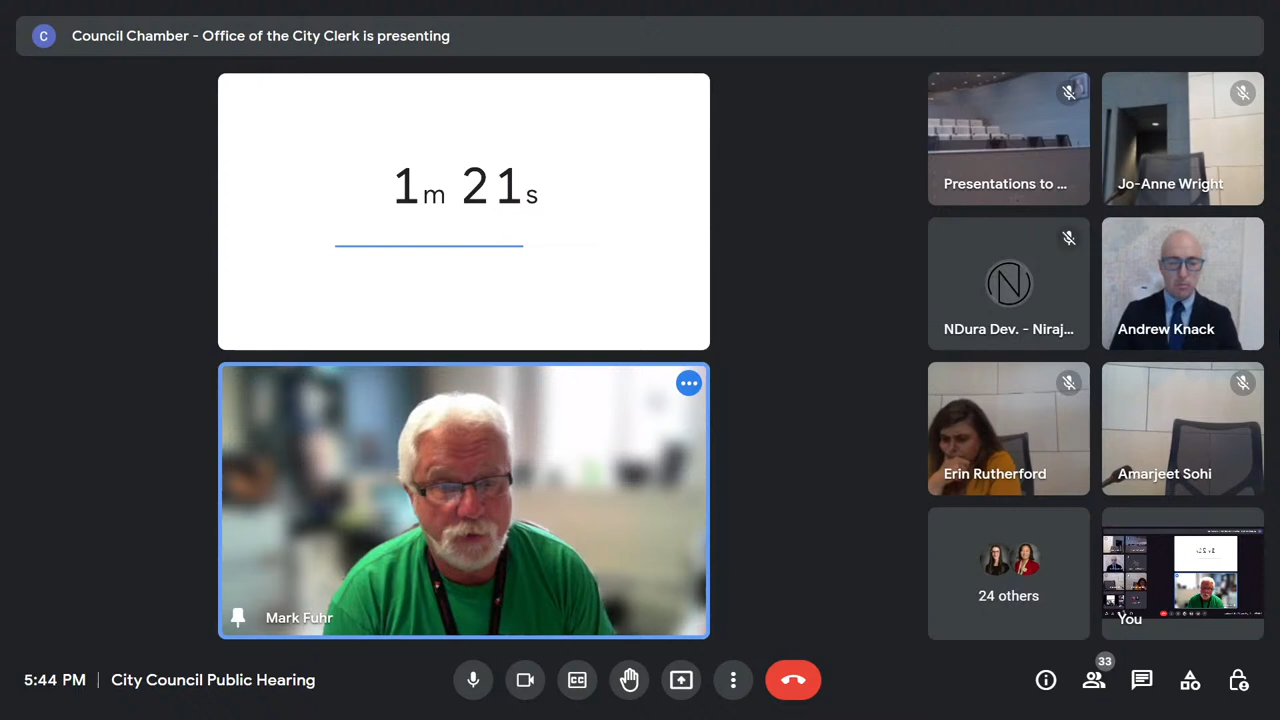 C Council Chamber - Office of the City Clerk is presenting
1m 21s
Presentations to ...
Jo-Anne Wright
N
NDura Dev. - Niraj...
Andrew Knack
Erin Rutherford
Amarjeet Sohi
24 others
You
Mark Fuhr
33
5:44 PM | City Council Public Hearing
CC